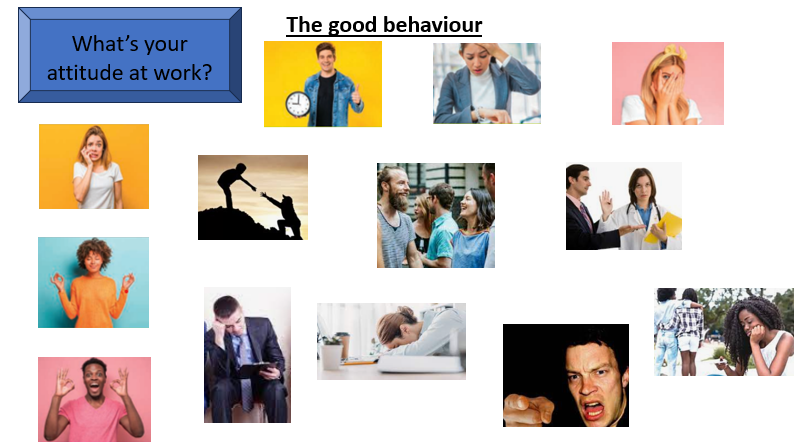 What’s your
attitude at work?
The good behaviour